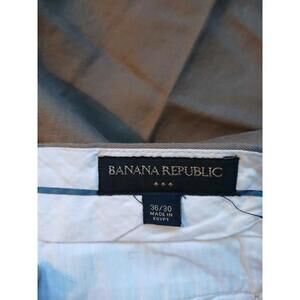 BANANA REPUBLIC
36/30
MADE IN
EGYPT